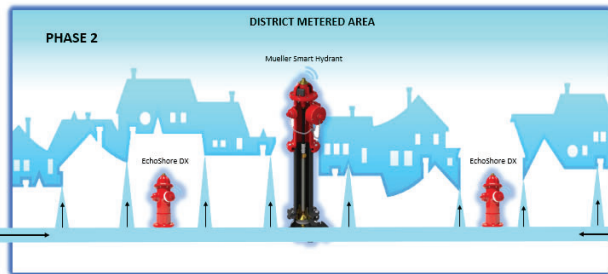 DISTRICT METERED AREA
PHASE 2
Mueller Smart Hydrant
EchoShore DX
EchoShore DX